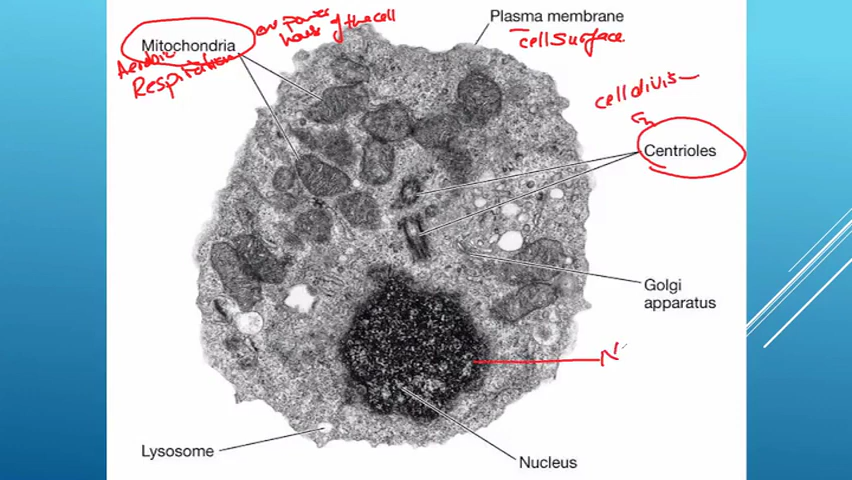 Plasma membrane
cell surface
Mitochondria
or Power
house of the cell
Aerobic
Respiration
cell divis
Centrioles
Golgi
apparatus
N
Lysosome
Nucleus